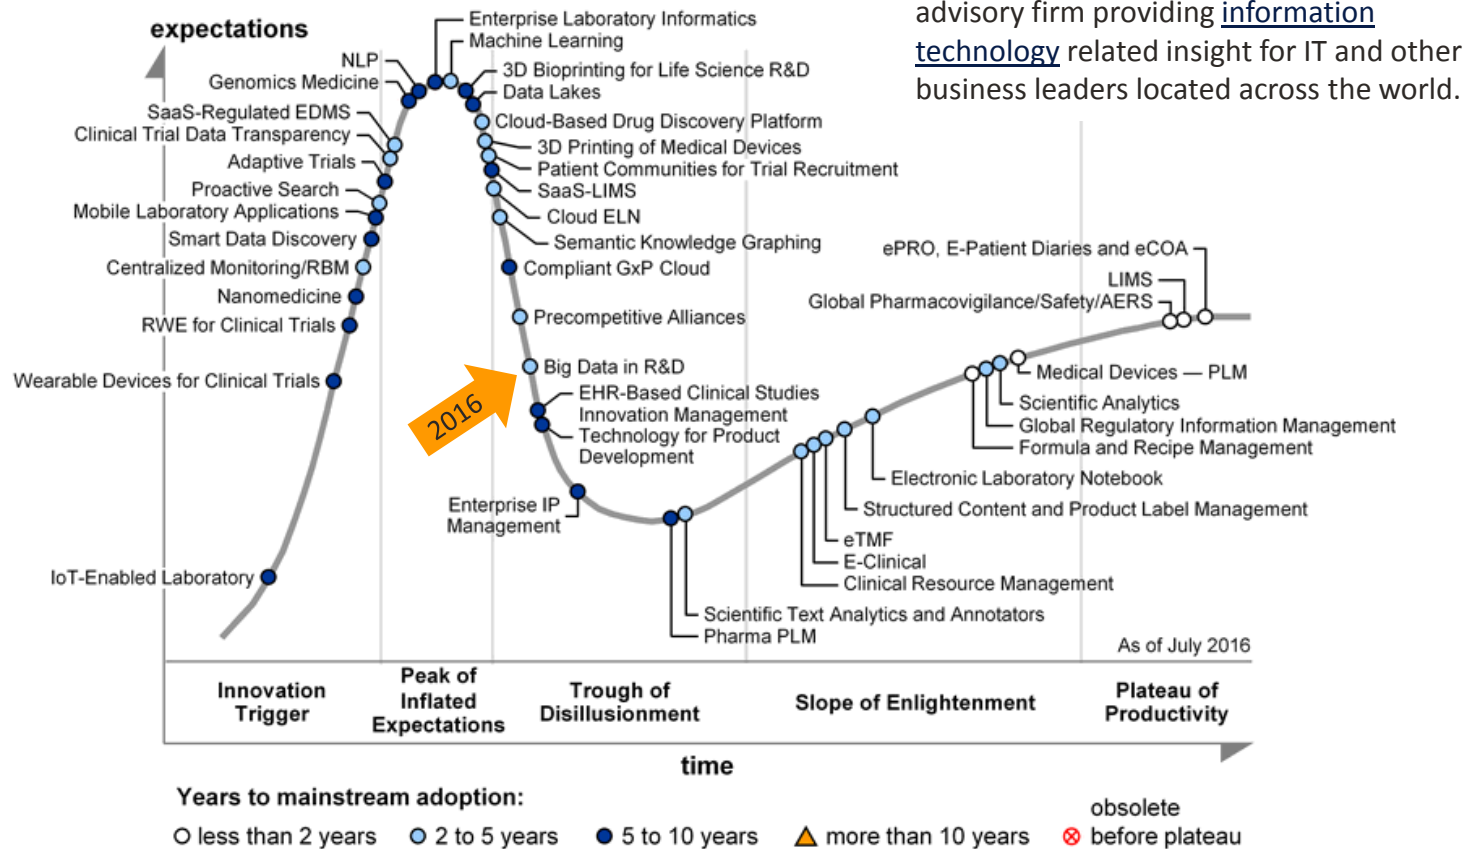 advisory firm providing information
technology related insight for IT and other
business leaders located across the world.
expectations
Enterprise Laboratory Informatics
Machine Learning
NLP
Genomics Medicine
3D Bioprinting for Life Science R&D
Data Lakes
SaaS-Regulated EDMS
Cloud-Based Drug Discovery Platform
Clinical Trial Data Transparency
3D Printing of Medical Devices
Adaptive Trials
Patient Communities for Trial Recruitment
Proactive Search
SaaS-LIMS
Mobile Laboratory Applications
Cloud ELN
Smart Data Discovery
Semantic Knowledge Graphing
ePRO, E-Patient Diaries and eCOA
Centralized Monitoring/RBM
Compliant GxP Cloud
LIMS
Nanomedicine
Global Pharmacovigilance/Safety/AERS
RWE for Clinical Trials
Precompetitive Alliances
Wearable Devices for Clinical Trials
Big Data in R&D
Medical Devices — PLM
2016
EHR-Based Clinical Studies
Innovation Management
Technology for Product
Development
Scientific Analytics
Global Regulatory Information Management
Formula and Recipe Management
Electronic Laboratory Notebook
Enterprise IP
Management
Structured Content and Product Label Management
eTMF
E-Clinical
Clinical Resource Management
IoT-Enabled Laboratory
Scientific Text Analytics and Annotators
Pharma PLM
As of July 2016
Innovation
Trigger
Peak of
Inflated
Expectations
Trough of
Disillusionment
Slope of Enlightenment
Plateau of
Productivity
time
Years to mainstream adoption:
less than 2 years
2 to 5 years
5 to 10 years
more than 10 years
obsolete
before plateau